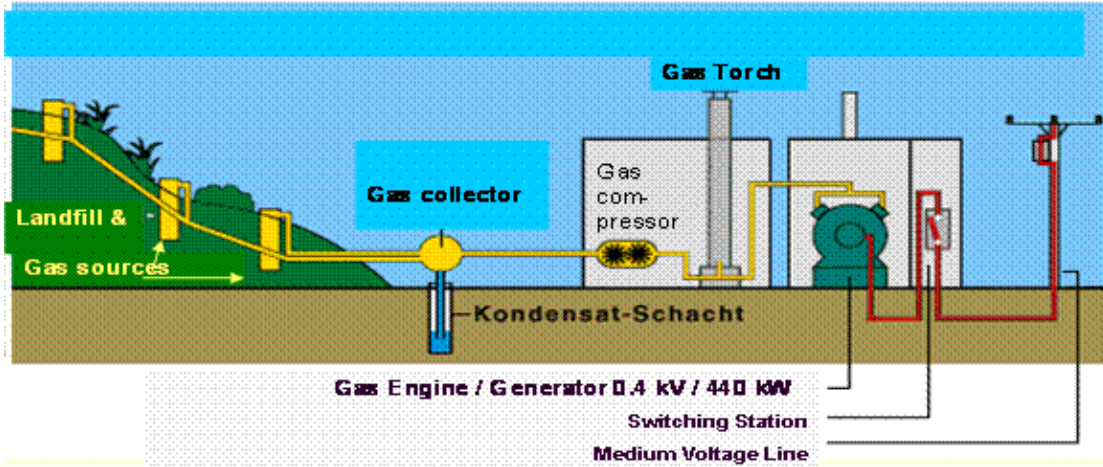 Gas Torch
Gas collector
Gas
com-
pressor
Landfill &
Gas sources
Kondensat-Schacht
Gas Engine / Generator 0.4 kV / 440 kW
Switching Station
Medium Voltage Line